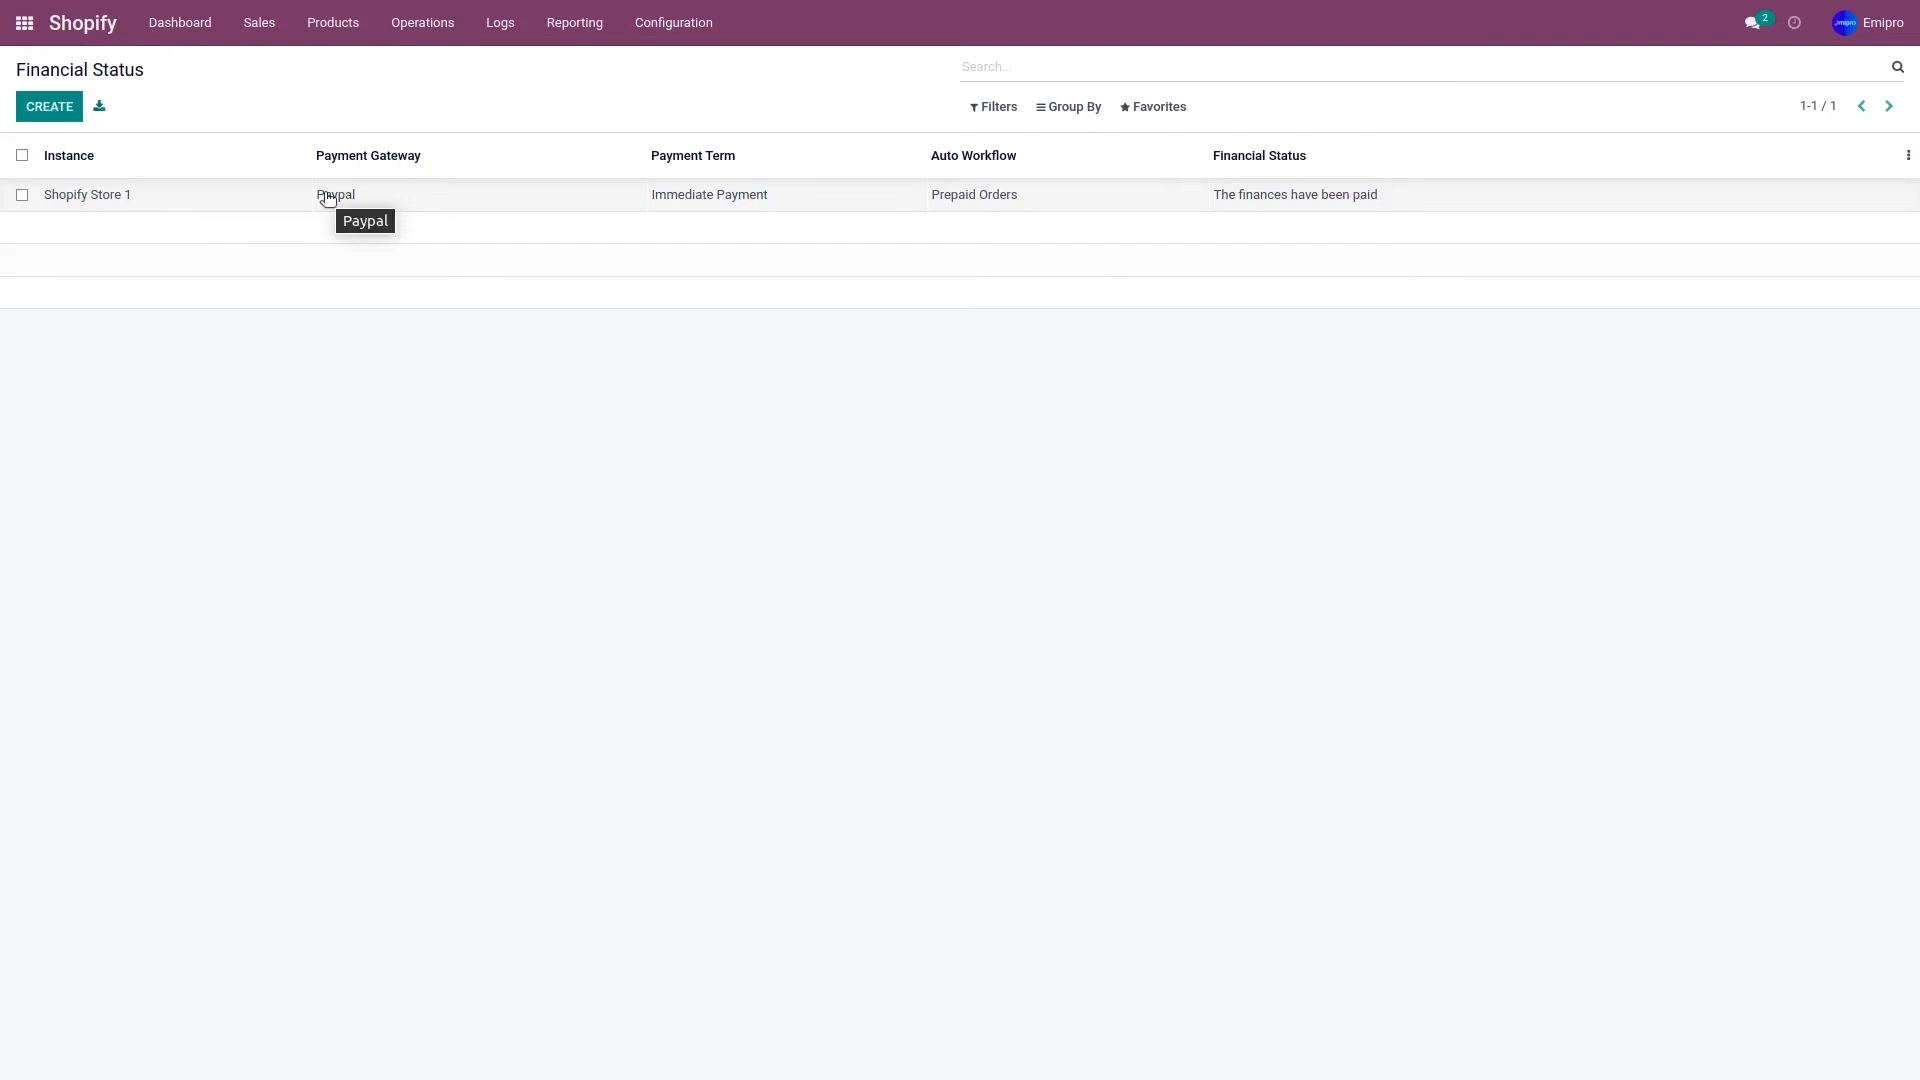 Shopify Dashboard Sales Products Operations Logs Reporting Configuration 2 Emipro
Financial Status
Search...
CREATE
Filters Group By Favorites 1-1 / 1
Instance Payment Gateway Payment Term Auto Workflow Financial Status
Shopify Store 1 Paypal Immediate Payment Prepaid Orders The finances have been paid
Paypal